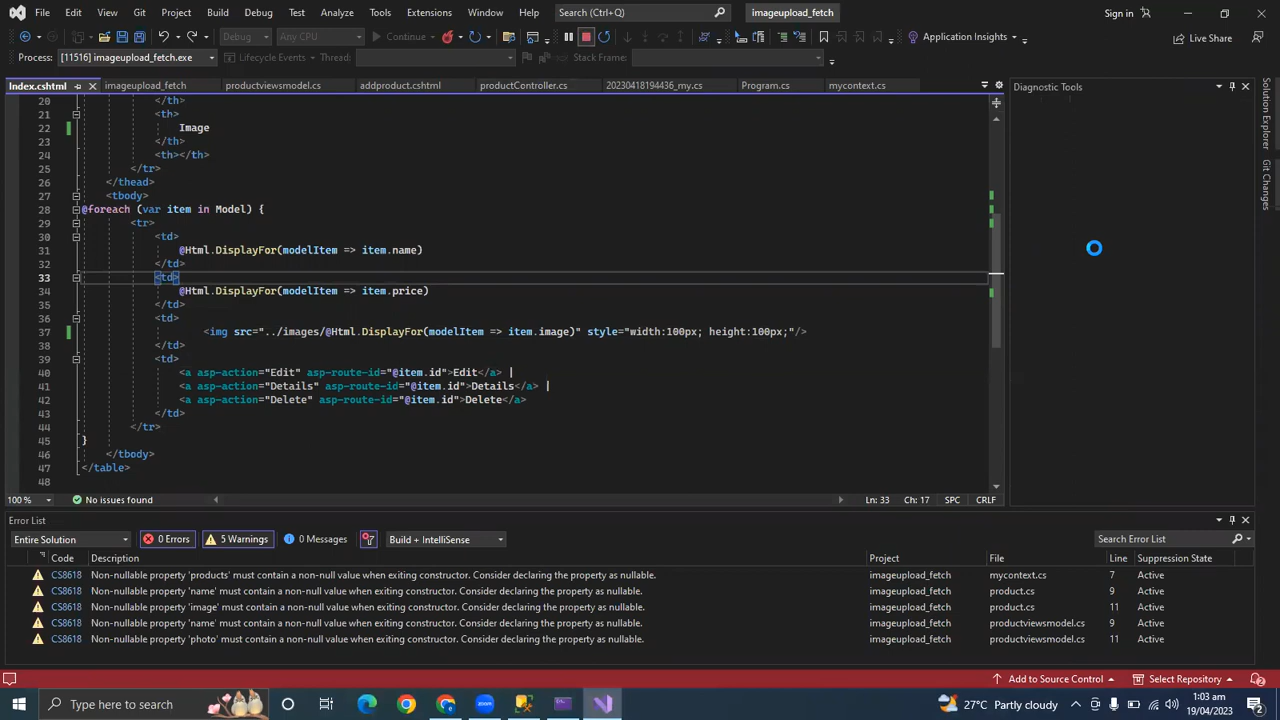 File Edit View Git Project Build Debug Test Analyze Tools Extensions Window Help Search (Ctrl+Q) imageupload_fetch Sign in
Debug Any CPU Continue Application Insights Live Share
Process: [11516] imageupload_fetch.exe Lifecycle Events Thread: Stack Frame:
Index.cshtml imageupload_fetch productviewsmodel.cs addproduct.cshtml productController.cs 20230418194436_my.cs Program.cs mycontext.cs Diagnostic Tools
20 </th>
21 <th>
22 Image
23 </th>
24 <th></th>
25 </tr>
26 </thead>
27 <tbody>
28 @foreach (var item in Model) {
29 <tr>
30 <td>
31 @Html.DisplayFor(modelItem => item.name)
32 </td>
33 <td>
34 @Html.DisplayFor(modelItem => item.price)
35 </td>
36 <td>
37 <img src="../images/@Html.DisplayFor(modelItem => item.image)" style="width:100px; height:100px;"/>
38 </td>
39 <td>
40 <a asp-action="Edit" asp-route-id="@item.id">Edit</a> |
41 <a asp-action="Details" asp-route-id="@item.id">Details</a> |
42 <a asp-action="Delete" asp-route-id="@item.id">Delete</a>
43 </td>
44 </tr>
45 }
46 </tbody>
47 </table>
48
Solution Explorer
Git Changes
100 % No issues found Ln: 33 Ch: 17 SPC CRLF
Error List
Entire Solution 0 Errors 5 Warnings 0 Messages Build + IntelliSense Search Error List
Code Description Project File Line Suppression State
CS8618 Non-nullable property 'products' must contain a non-null value when exiting constructor. Consider declaring the property as nullable. imageupload_fetch mycontext.cs 7 Active
CS8618 Non-nullable property 'name' must contain a non-null value when exiting constructor. Consider declaring the property as nullable. imageupload_fetch product.cs 9 Active
CS8618 Non-nullable property 'image' must contain a non-null value when exiting constructor. Consider declaring the property as nullable. imageupload_fetch product.cs 11 Active
CS8618 Non-nullable property 'name' must contain a non-null value when exiting constructor. Consider declaring the property as nullable. imageupload_fetch productviewsmodel.cs 9 Active
CS8618 Non-nullable property 'photo' must contain a non-null value when exiting constructor. Consider declaring the property as nullable. imageupload_fetch productviewsmodel.cs 11 Active
Add to Source Control Select Repository 2
Type here to search 27°C Partly cloudy 1:03 am
19/04/2023 2